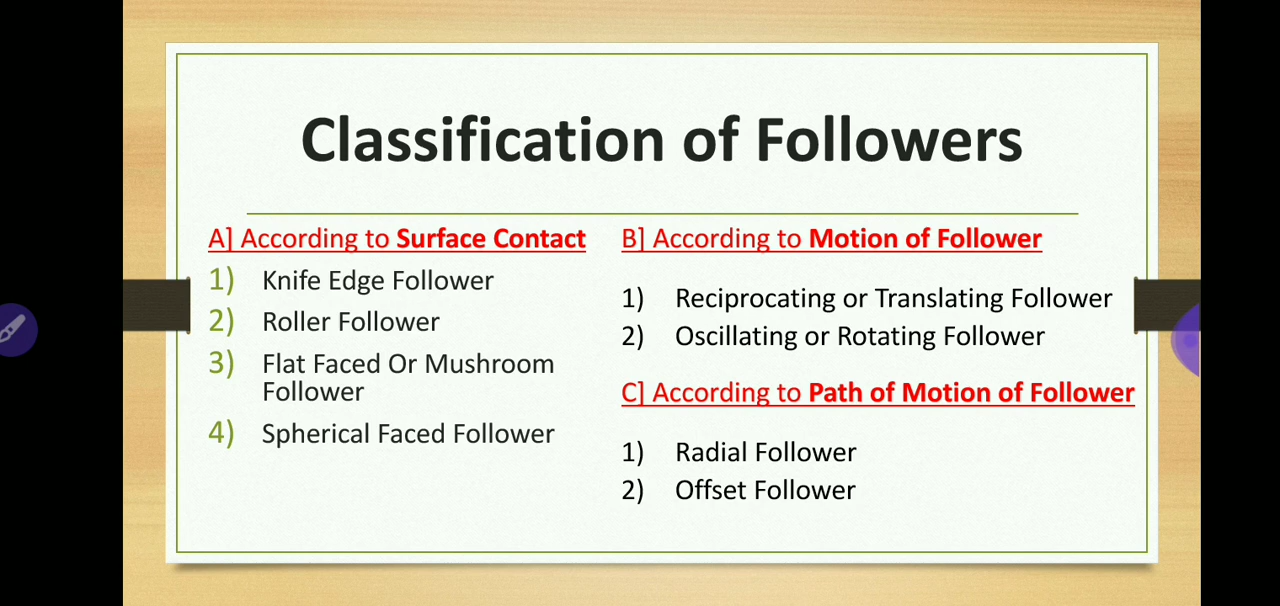 Classification of Followers
A] According to Surface Contact
1) Knife Edge Follower
2) Roller Follower
3) Flat Faced Or Mushroom
Follower
4) Spherical Faced Follower
B] According to Motion of Follower
1) Reciprocating or Translating Follower
2) Oscillating or Rotating Follower
C] According to Path of Motion of Follower
1) Radial Follower
2) Offset Follower